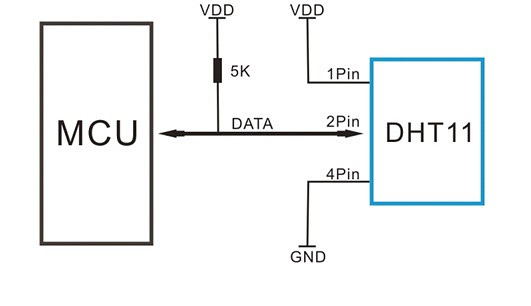 VDD
VDD
5K
1Pin
MCU
DATA
2Pin
DHT11
4Pin
GND